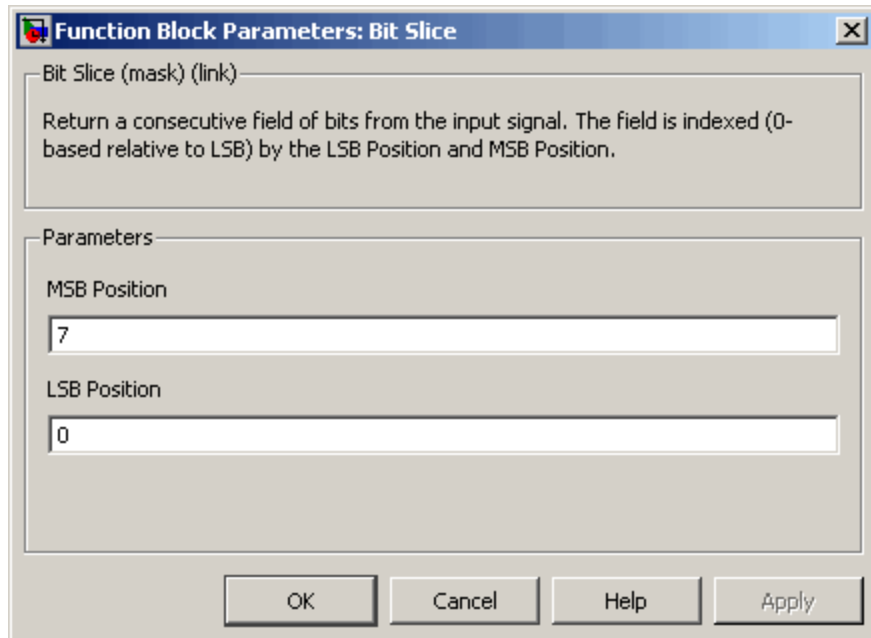 Function Block Parameters: Bit Slice
Bit Slice (mask) (link)
Return a consecutive field of bits from the input signal. The field is indexed (0-
based relative to LSB) by the LSB Position and MSB Position.
Parameters
MSB Position
7
LSB Position
0
OK Cancel Help Apply